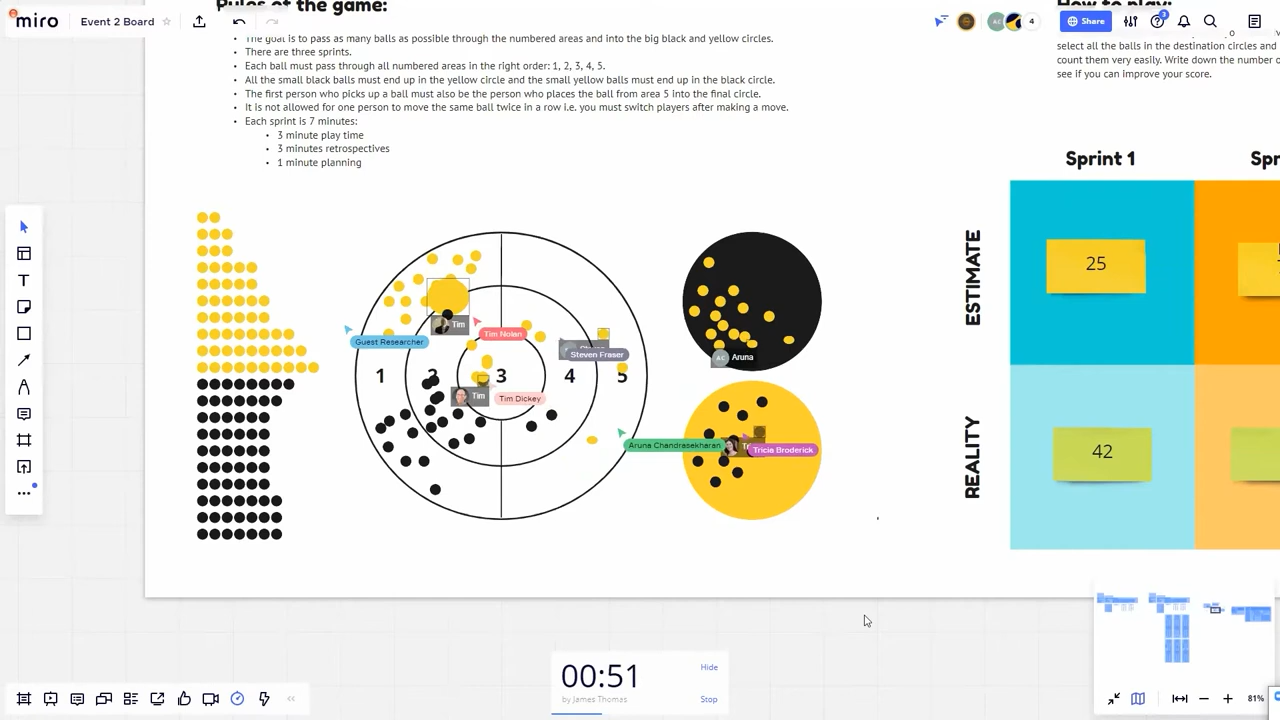 miro
Event 2 Board
Rules of the game:
The goal is to pass as many balls as possible through the numbered areas and into the big black and yellow circles.
There are three sprints.
Each ball must pass through all numbered areas in the right order: 1, 2, 3, 4, 5.
All the small black balls must end up in the yellow circle and the small yellow balls must end up in the black circle.
The first person who picks up a ball must also be the person who places the ball from area 5 into the final circle.
It is not allowed for one person to move the same ball twice in a row i.e. you must switch players after making a move.
Each sprint is 7 minutes:
3 minute play time
3 minutes retrospectives
1 minute planning
AC
4
Share
3
select all the balls in the destination circles and
count them very easily. Write down the number o
see if you can improve your score.
Sprint 1
Spr
ESTIMATE
25
REALITY
42
Tim
Tim Nolan
Guest Researcher
Steven Fraser
AC Aruna
1 2 3 4 5
Tim
Tim Dickey
Aruna Chandrasekharan
Tricia Broderick
00:51
by James Thomas
Hide
Stop
81%